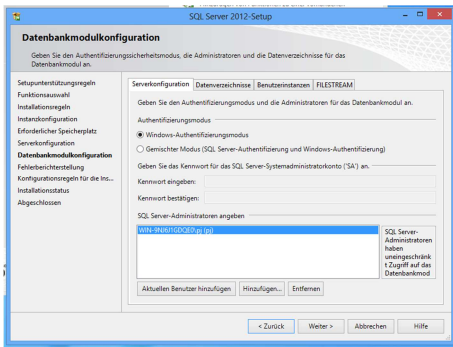 SQL Server 2012-Setup
Datenbankmodulkonfiguration
Geben Sie den Authentifizierungssicherheitsmodus, die Administratoren und die Datenverzeichnisse für das
Datenbankmodul an.
Setupunterstützungsregeln
Funktionsauswahl
Installationsregeln
Instanzkonfiguration
Erforderlicher Speicherplatz
Serverkonfiguration
Datenbankmodulkonfiguration
Fehlerberichterstellung
Konfigurationsregeln für die Ins...
Installationsstatus
Abgeschlossen
Serverkonfiguration Datenverzeichnisse Benutzerinstanzen FILESTREAM
Geben Sie den Authentifizierungsmodus und die Administratoren für das Datenbankmodul an.
Authentifizierungsmodus
Windows-Authentifizierungsmodus
Gemischter Modus (SQL Server-Authentifizierung und Windows-Authentifizierung)
Geben Sie das Kennwort für das SQL Server-Systemadministratorkonto ('SA') an.
Kennwort eingeben:
Kennwort bestätigen:
SQL Server-Administratoren angeben
(pj)
SQL Server-
Administratoren
haben
uneingeschränk
t Zugriff auf das
Datenbankmod
Aktuellen Benutzer hinzufügen Hinzufügen... Entfernen
< Zurück Weiter > Abbrechen Hilfe